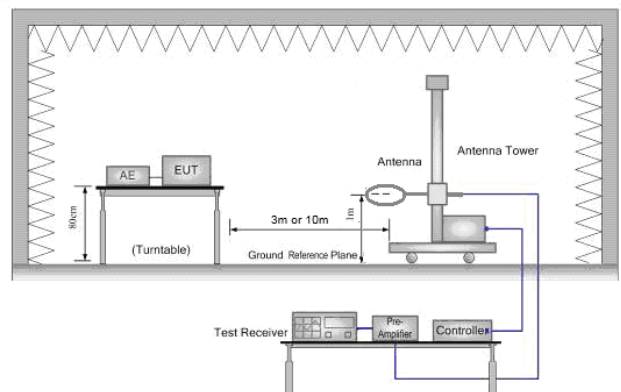 Antenna Tower
Antenna
EUT
AE
80cm
1m
3m or 10m
(Turntable)
Ground Reference Plane
Test Receiver
Pre-
Amplifier
Controller